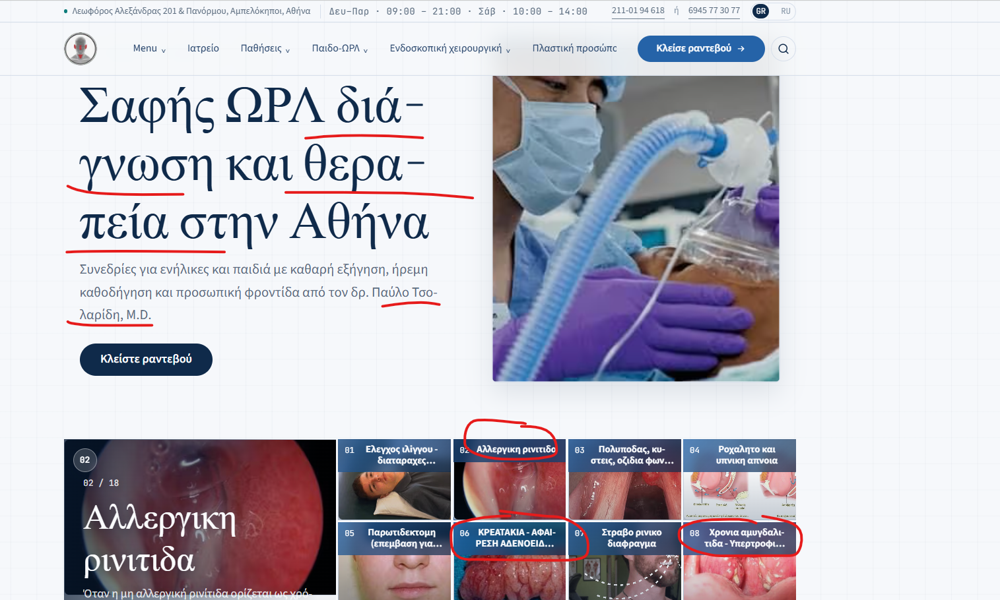 Λεωφόρος Αλεξάνδρας 201 & Πανόρμου, Αμπελόκηποι, Αθήνα
Δευ–Παρ · 09:00 – 21:00 · Σάβ · 10:00 – 14:00
211-01 94 618 ή 6945 77 30 77
GR RU
Menu Ιατρείο Παθήσεις Παιδο-ΩΡΛ Ενδοσκοπική χειρουργική Πλαστική προσώπο
Κλείσε ραντεβού →
Σαφής ΩΡΛ διά-
γνωση και θερα-
πεία στην Αθήνα
Συνεδρίες για ενήλικες και παιδιά με καθαρή εξήγηση, ήρεμη
καθοδήγηση και προσωπική φροντίδα από τον δρ. Παύλο Τσο-
λαρίδη, M.D.
Κλείστε ραντεβού
02
02 / 18
Αλλεργικη
ρινιτιδα
Όταν η μη αλλεργική ρινίτιδα ορίζεται ως χρό-
01 Ελεγχος ιλίγγου -
διαταραχες...
02 Αλλεργικη ρινιτιδα
03 Πολυποδας, κυ-
στεις, οζιδια φων...
04 Ροχαλητο και
υπνικη απνοια
05 Παρωτιδεκτομη
(επεμβαση για...
06 ΚΡΕΑΤΑΚΙΑ - ΑΦΑΙ-
ΡΕΣΗ ΑΔΕΝΟΕΙΔ...
07 Στραβο ρινικο
διαφραγμα
08 Χρονια αμυγδαλι-
τιδα - Υπερτροφι...